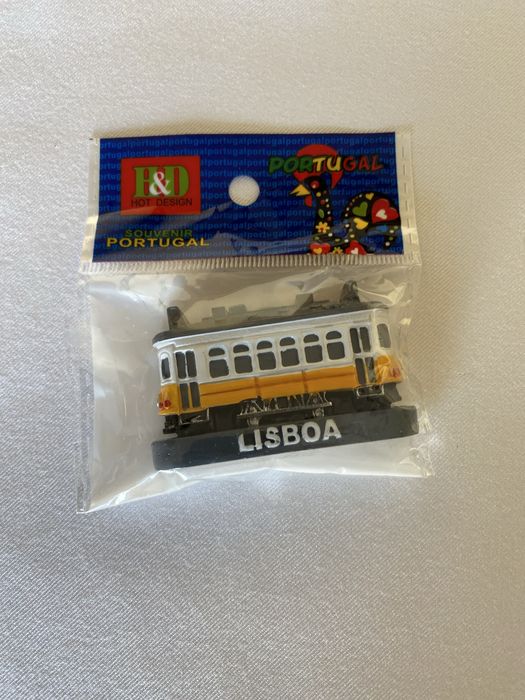 H&D
HOT DESIGN
SOUVENIR
PORTUGAL
PORTUGAL
LISBOA